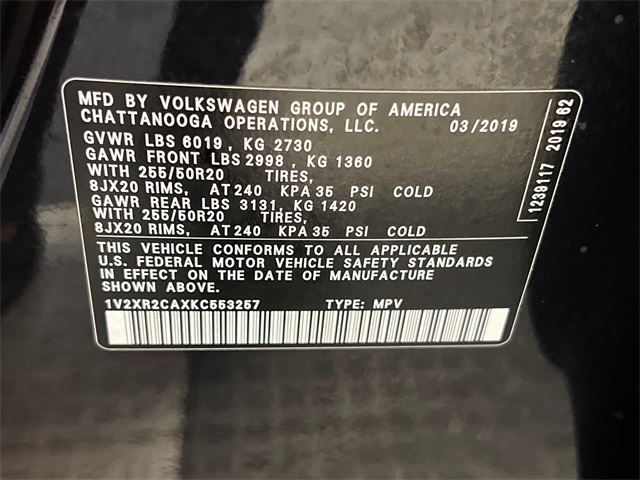 MFD BY VOLKSWAGEN GROUP OF AMERICA
CHATTANOOGA OPERATIONS, LLC. 03/2019
GVWR LBS 6019 , KG 2730
GAWR FRONT LBS 2998 , KG 1360
WITH 255/50R20 TIRES,
8JX20 RIMS, AT 240 KPA 35 PSI COLD
GAWR REAR LBS 3131, KG 1420
WITH 255/50R20 TIRES,
8JX20 RIMS, AT 240 KPA 35 PSI COLD
THIS VEHICLE CONFORMS TO ALL APPLICABLE
U.S. FEDERAL MOTOR VEHICLE SAFETY STANDARDS
IN EFFECT ON THE DATE OF MANUFACTURE
SHOWN ABOVE.
1V2XR2CAXKC553257 TYPE: MPV
1239117 2019 62